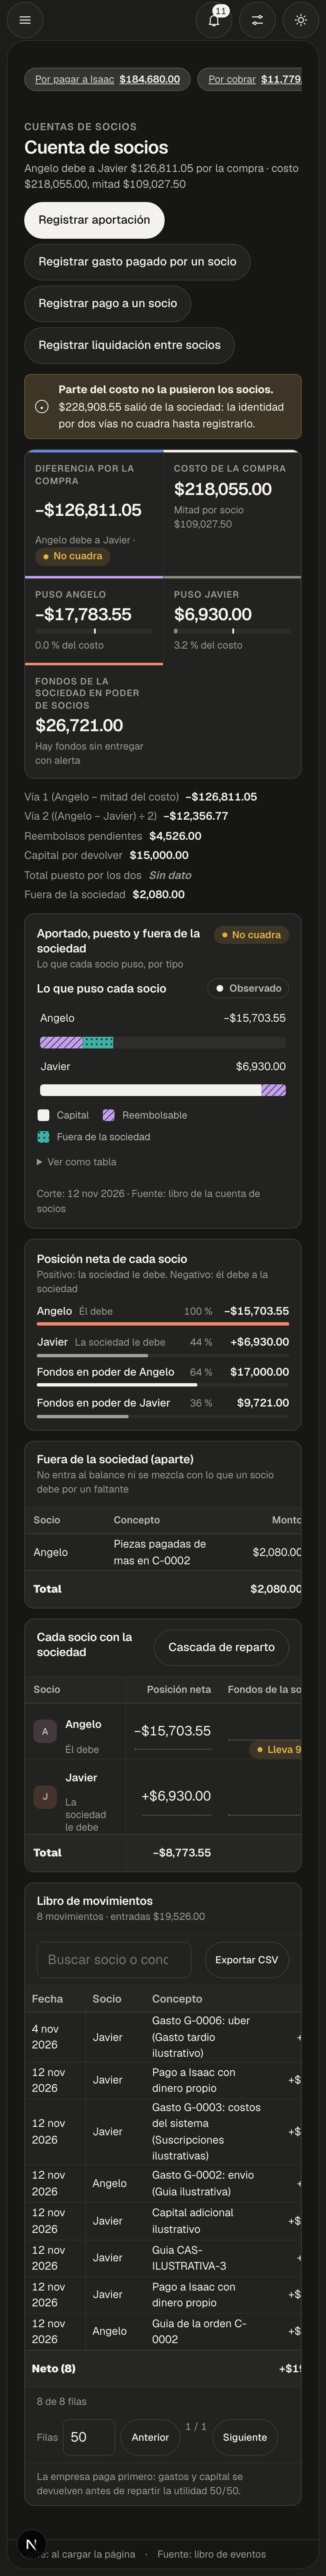 11
Por pagar a Isaac $184,680.00
Por cobrar $11,779.
CUENTAS DE SOCIOS
Cuenta de socios
Angelo debe a Javier $126,811.05 por la compra · costo
$218,055.00, mitad $109,027.50
Registrar aportación
Registrar gasto pagado por un socio
Registrar pago a un socio
Registrar liquidación entre socios
Parte del costo no la pusieron los socios.
$228,908.55 salió de la sociedad: la identidad
por dos vías no cuadra hasta registrarlo.
DIFERENCIA POR LA
COMPRA
−$126,811.05
Angelo debe a Javier ·
No cuadra
COSTO DE LA COMPRA
$218,055.00
Mitad por socio
$109,027.50
PUSO ANGELO
−$17,783.55
0.0 % del costo
PUSO JAVIER
$6,930.00
3.2 % del costo
FONDOS DE LA
SOCIEDAD EN PODER
DE SOCIOS
$26,721.00
Hay fondos sin entregar
con alerta
Vía 1 (Angelo − mitad del costo) −$126,811.05
Vía 2 ((Angelo − Javier) ÷ 2) −$12,356.77
Reembolsos pendientes $4,526.00
Capital por devolver $15,000.00
Total puesto por los dos Sin dato
Fuera de la sociedad $2,080.00
Aportado, puesto y fuera de la
sociedad
No cuadra
Lo que cada socio puso, por tipo
Lo que puso cada socio
Observado
Angelo −$15,703.55
Javier $6,930.00
Capital Reembolsable
Fuera de la sociedad
Ver como tabla
Corte: 12 nov 2026 · Fuente: libro de la cuenta de
socios
Posición neta de cada socio
Positivo: la sociedad le debe. Negativo: él debe a la
sociedad
Angelo Él debe 100 % −$15,703.55
Javier La sociedad le debe 44 % +$6,930.00
Fondos en poder de Angelo 64 % $17,000.00
Fondos en poder de Javier 36 % $9,721.00
Fuera de la sociedad (aparte)
No entra al balance ni se mezcla con lo que un socio
debe por un faltante
Socio Concepto Monto
Angelo Piezas pagadas de
mas en C-0002 $2,080.00
Total $2,080.00
Cada socio con la
sociedad
Cascada de reparto
Socio Posición neta Fondos de la so
A Angelo
Él debe
−$15,703.55
Lleva 9
J Javier
La
sociedad
le debe
+$6,930.00
Total −$8,773.55
Libro de movimientos
8 movimientos · entradas $19,526.00
Buscar socio o conc
Exportar CSV
Fecha Socio Concepto
4 nov
2026
Javier
Gasto G-0006: uber
(Gasto tardio
ilustrativo)
+
12 nov
2026
Javier
Pago a Isaac con
dinero propio
+$
12 nov
2026
Javier
Gasto G-0003: costos
del sistema
(Suscripciones
ilustrativas)
+$
12 nov
2026
Angelo
Gasto G-0002: envio
(Guia ilustrativa)
+
12 nov
2026
Javier
Capital adicional
ilustrativo
+$
12 nov
2026
Javier
Guia CAS-
ILUSTRATIVA-3
+
12 nov
2026
Javier
Pago a Isaac con
dinero propio
+$
12 nov
2026
Angelo
Guia de la orden C-
0002
+$
Neto (8) +$19
8 de 8 filas
Filas 50 Anterior 1 / 1 Siguiente
La empresa paga primero: gastos y capital se
devuelven antes de repartir la utilidad 50/50.
N
: al cargar la página · Fuente: libro de eventos